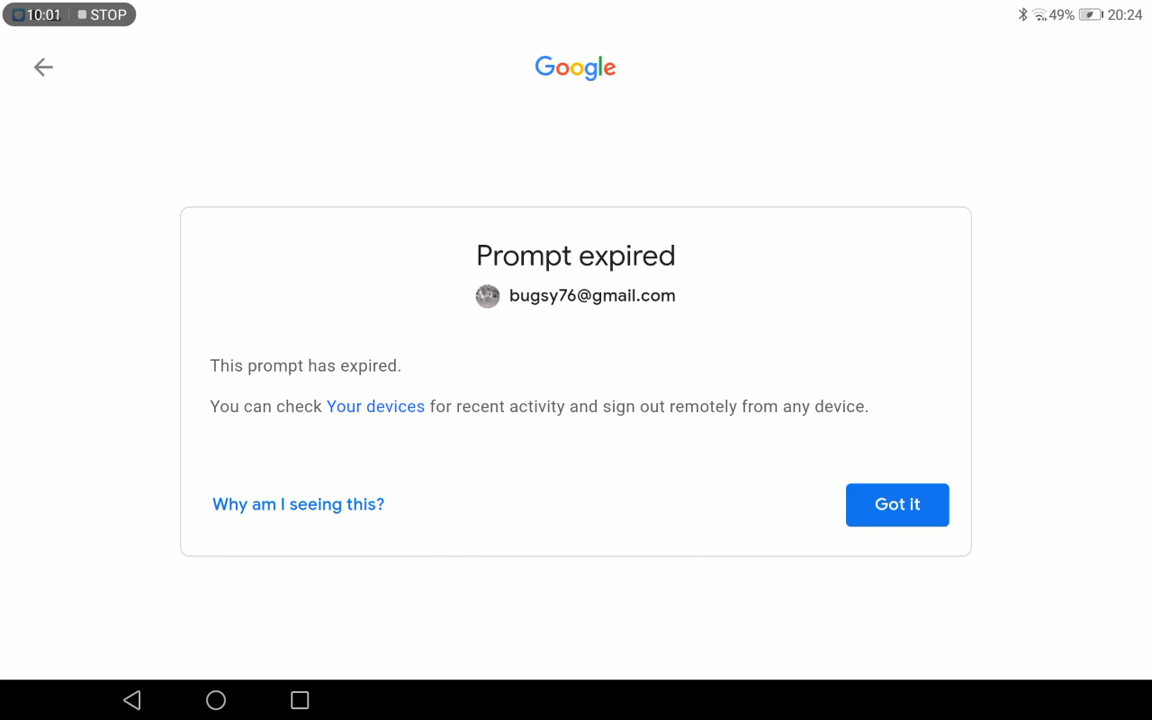 10:01 STOP 49% 20:24
Google
Prompt expired
bugsy76@gmail.com
This prompt has expired.
You can check Your devices for recent activity and sign out remotely from any device.
Why am I seeing this? Got it